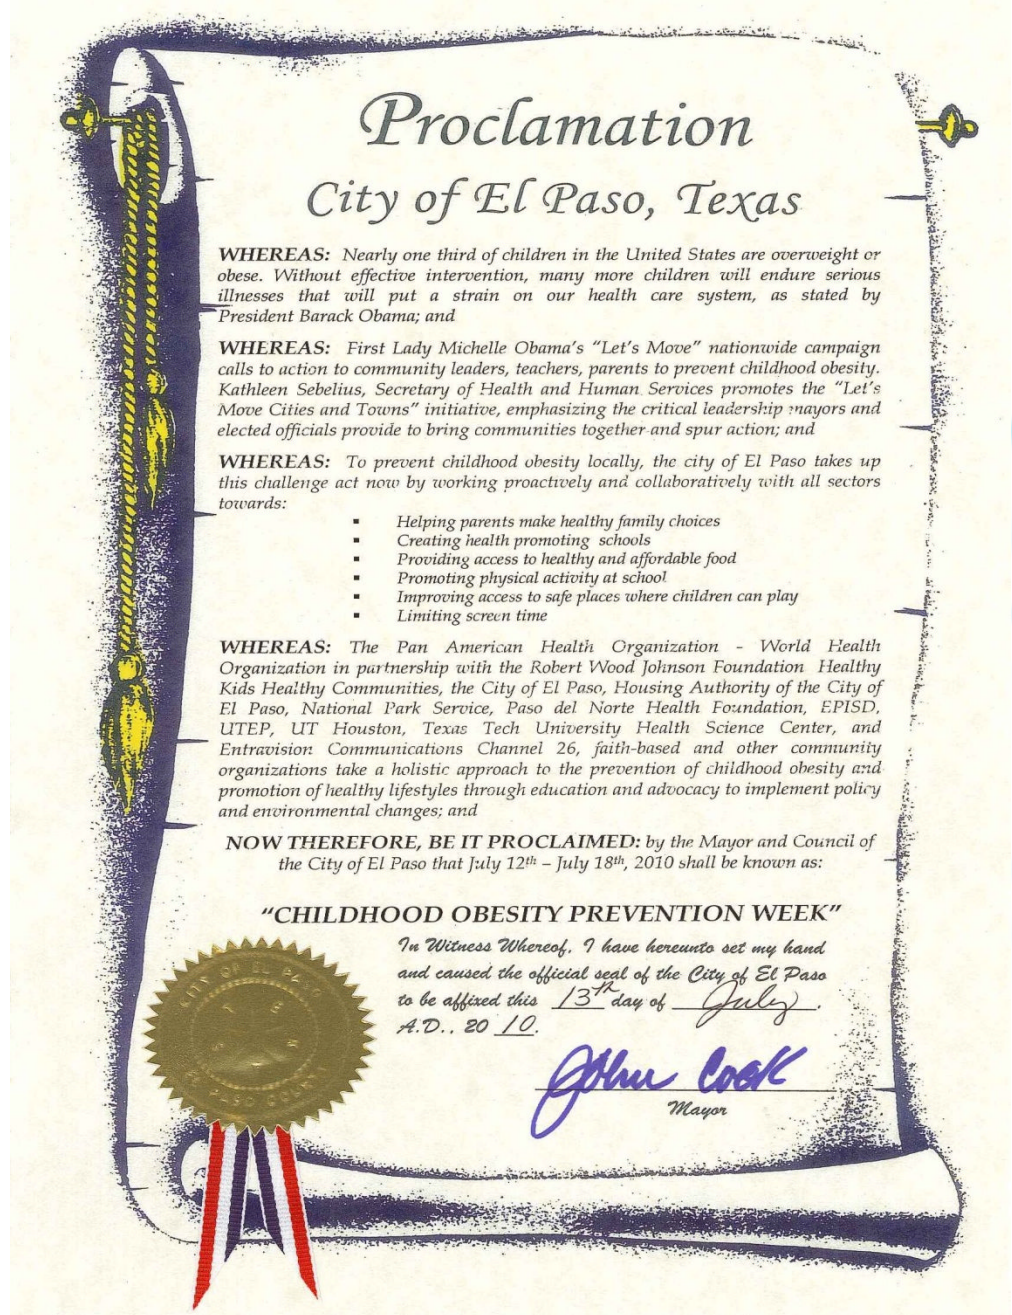 Proclamation
City of El Paso, Texas
WHEREAS: Nearly one third of children in the United States are overweight or
obese. Without effective intervention, many more children will endure serious
illnesses that will put a strain on our health care system, as stated by
President Barack Obama; and
WHEREAS: First Lady Michelle Obama's "Let's Move" nationwide campaign
calls to action to community leaders, teachers, parents to prevent childhood obesity.
Kathleen Sebelius, Secretary of Health and Human Services promotes the "Let's
Move Cities and Towns" initiative, emphasizing the critical leadership mayors and
elected officials provide to bring communities together and spur action; and
WHEREAS: To prevent childhood obesity locally, the city of El Paso takes up
this challenge act now by working proactively and collaboratively with all sectors
towards:
▪ Helping parents make healthy family choices
▪ Creating health promoting schools
▪ Providing access to healthy and affordable food
▪ Promoting physical activity at school
▪ Improving access to safe places where children can play
▪ Limiting screen time
WHEREAS: The Pan American Health Organization - World Health
Organization in partnership with the Robert Wood Johnson Foundation Healthy
Kids Healthy Communities, the City of El Paso, Housing Authority of the City of
El Paso, National Park Service, Paso del Norte Health Foundation, EPISD,
UTEP, UT Houston, Texas Tech University Health Science Center, and
Entravision Communications Channel 26, faith-based and other community
organizations take a holistic approach to the prevention of childhood obesity and
promotion of healthy lifestyles through education and advocacy to implement policy
and environmental changes; and
NOW THEREFORE, BE IT PROCLAIMED: by the Mayor and Council of
the City of El Paso that July 12th – July 18th, 2010 shall be known as:
"CHILDHOOD OBESITY PREVENTION WEEK"
In Witness Whereof, I have hereunto set my hand
and caused the official seal of the City of El Paso
to be affixed this 13th day of July.
A.D., 20 10.
John Cook
Mayor
CITY OF EL PASO
EL PASO COUNTY